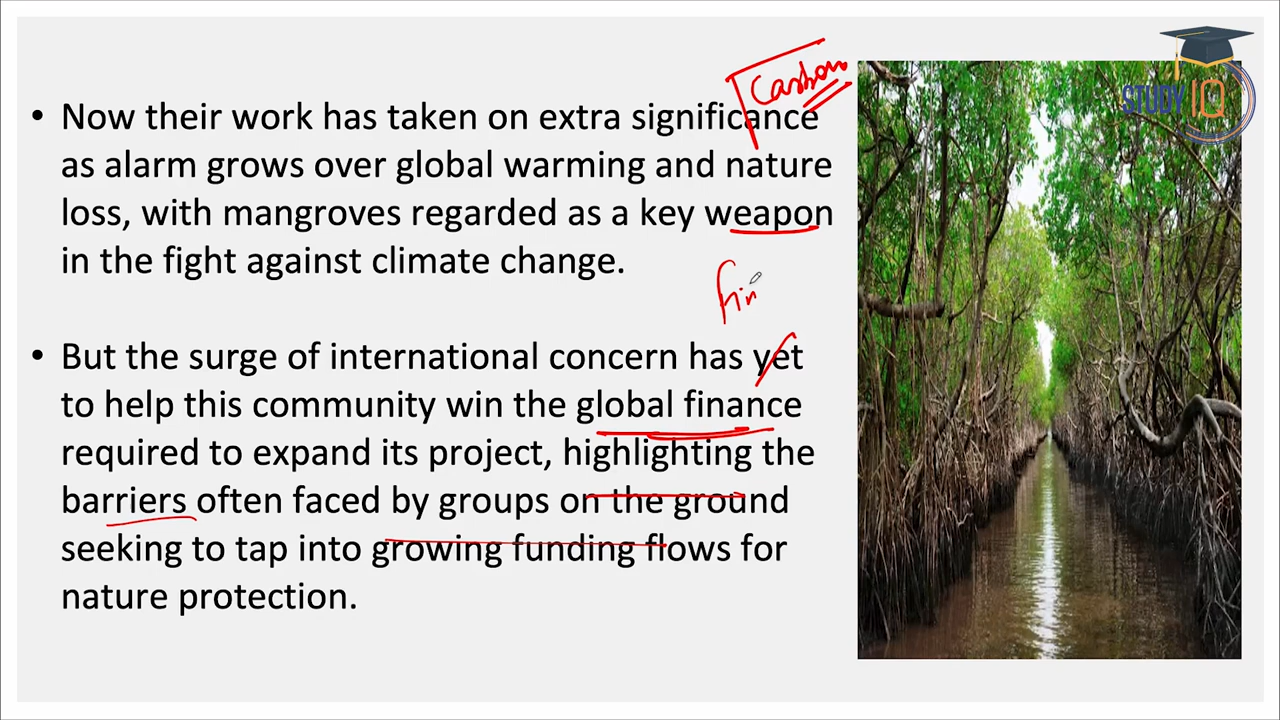 Carbon
• Now their work has taken on extra significance
as alarm grows over global warming and nature
loss, with mangroves regarded as a key weapon
in the fight against climate change.
fin
• But the surge of international concern has yet
to help this community win the global finance
required to expand its project, highlighting the
barriers often faced by groups on the ground
seeking to tap into growing funding flows for
nature protection.
STUDY IQ